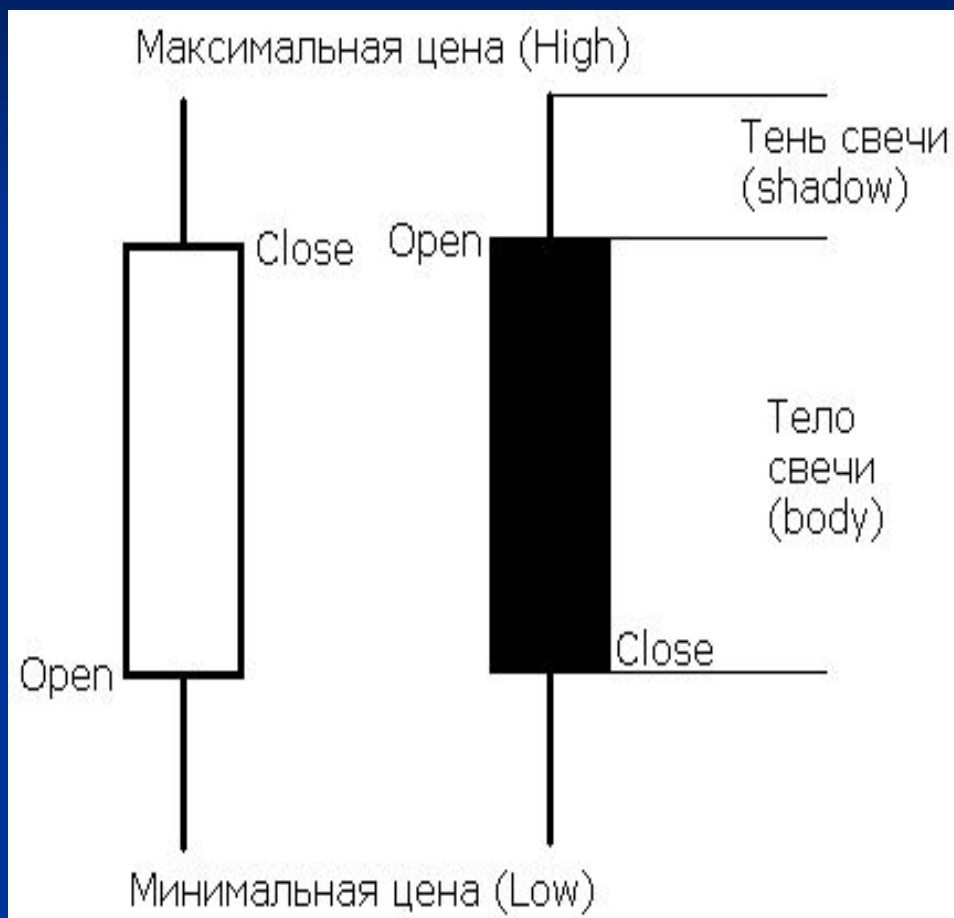 Максимальная цена (High)
Тень свечи
(shadow)
Close
Open
Тело
свечи
(body)
Close
Open
Минимальная цена (Low)